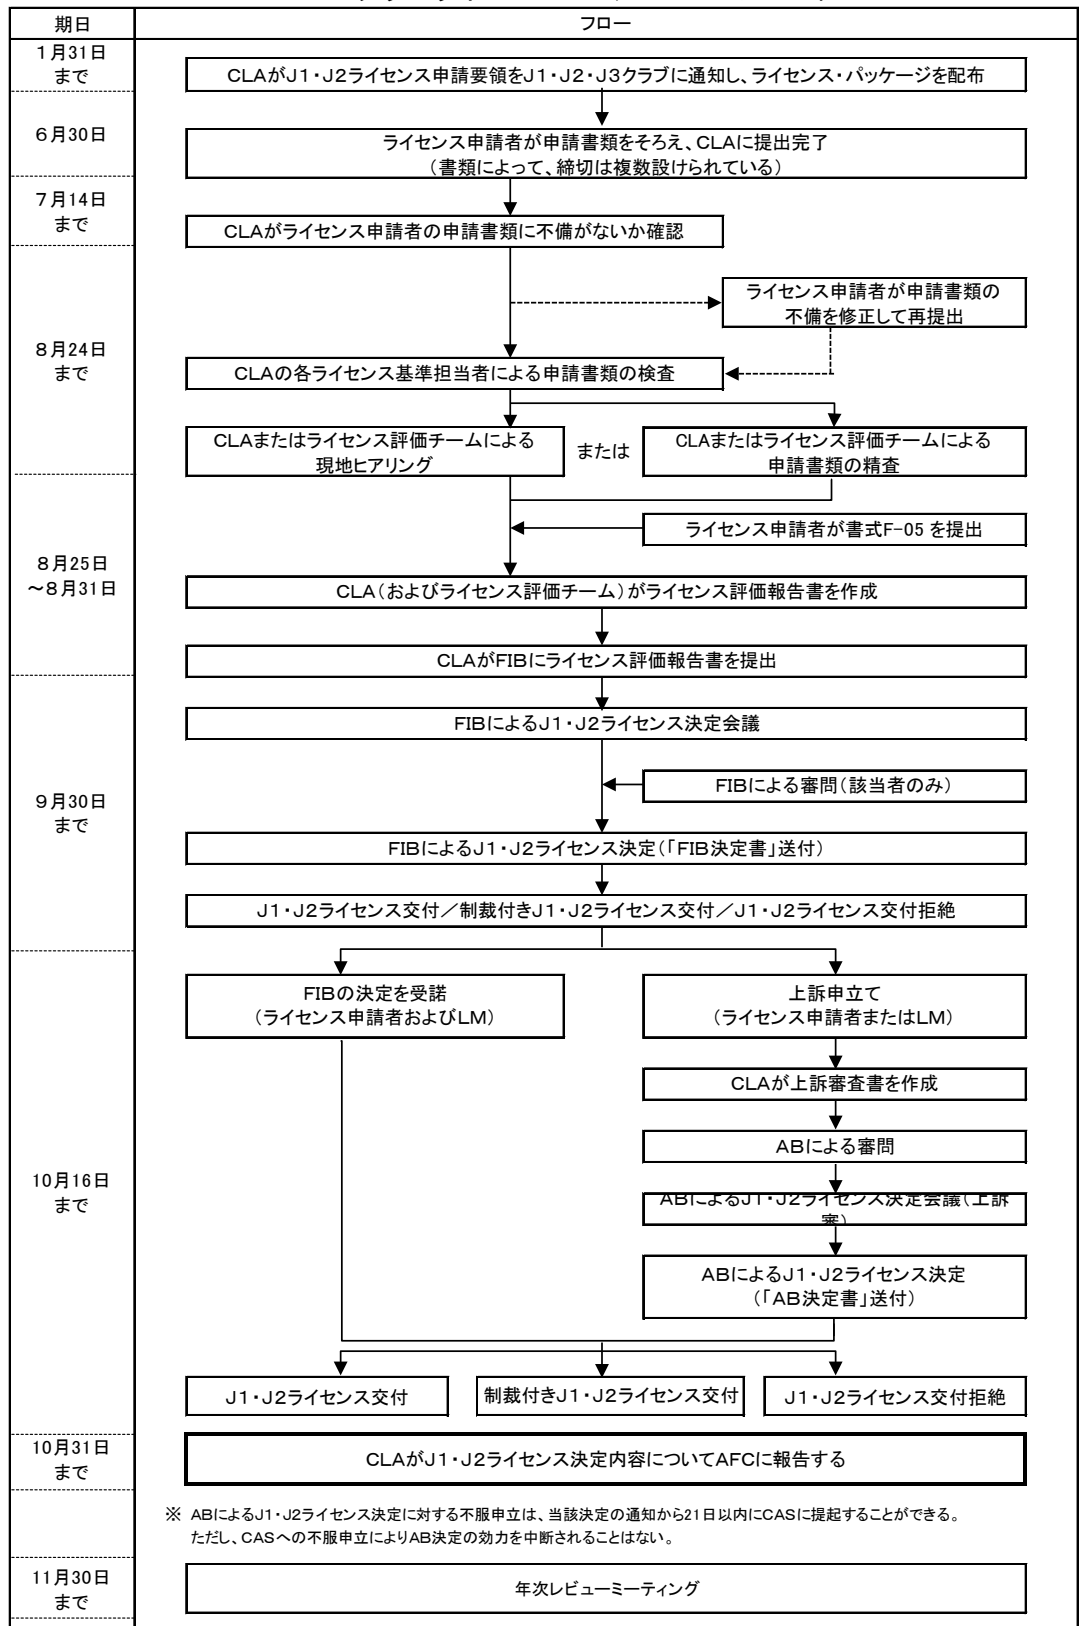 期日
フロー
1月31日
まで
CLAがJ1・J2ライセンス申請要領をJ1・J2・J3クラブに通知し、ライセンス・パッケージを配布
6月30日
ライセンス申請者が申請書類をそろえ、CLAに提出完了
（書類によって、締切は複数設けられている）
7月14日
まで
CLAがライセンス申請者の申請書類に不備がないか確認
8月24日
まで
ライセンス申請者が申請書類の
不備を修正して再提出
CLAの各ライセンス基準担当者による申請書類の検査
CLAまたはライセンス評価チームによる
現地ヒアリング
または
CLAまたはライセンス評価チームによる
申請書類の精査
8月25日
～8月31日
ライセンス申請者が書式F-05 を提出
CLA（およびライセンス評価チーム）がライセンス評価報告書を作成
CLAがFIBにライセンス評価報告書を提出
9月30日
まで
FIBによるJ1・J2ライセンス決定会議
FIBによる審問（該当者のみ）
FIBによるJ1・J2ライセンス決定（「FIB決定書」送付）
J1・J2ライセンス交付／制裁付きJ1・J2ライセンス交付／J1・J2ライセンス交付拒絶
10月16日
まで
FIBの決定を受諾
（ライセンス申請者およびLM）
上訴申立て
（ライセンス申請者またはLM）
CLAが上訴審査書を作成
ABによる審問
ABによるJ1・J2ライセンス決定会議（上訴
審）
ABによるJ1・J2ライセンス決定
（「AB決定書」送付）
J1・J2ライセンス交付
制裁付きJ1・J2ライセンス交付
J1・J2ライセンス交付拒絶
10月31日
まで
CLAがJ1・J2ライセンス決定内容についてAFCに報告する
※ ABによるJ1・J2ライセンス決定に対する不服申立は、当該決定の通知から21日以内にCASに提起することができる。
ただし、CASへの不服申立によりAB決定の効力を中断されることはない。
11月30日
まで
年次レビューミーティング